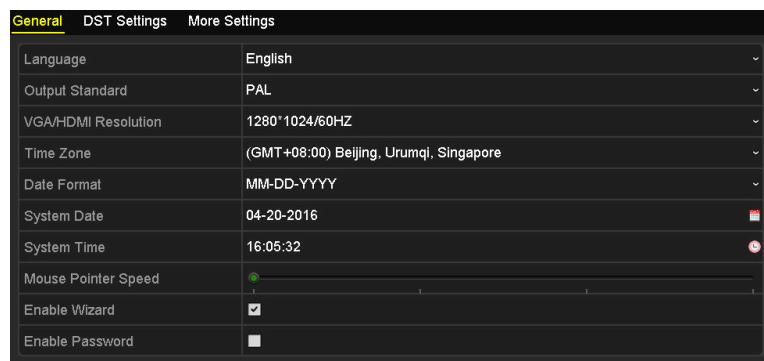 General DST Settings More Settings
Language English
Output Standard PAL
VGA/HDMI Resolution 1280*1024/60HZ
Time Zone (GMT+08:00) Beijing, Urumqi, Singapore
Date Format MM-DD-YYYY
System Date 04-20-2016
System Time 16:05:32
Mouse Pointer Speed
Enable Wizard
Enable Password